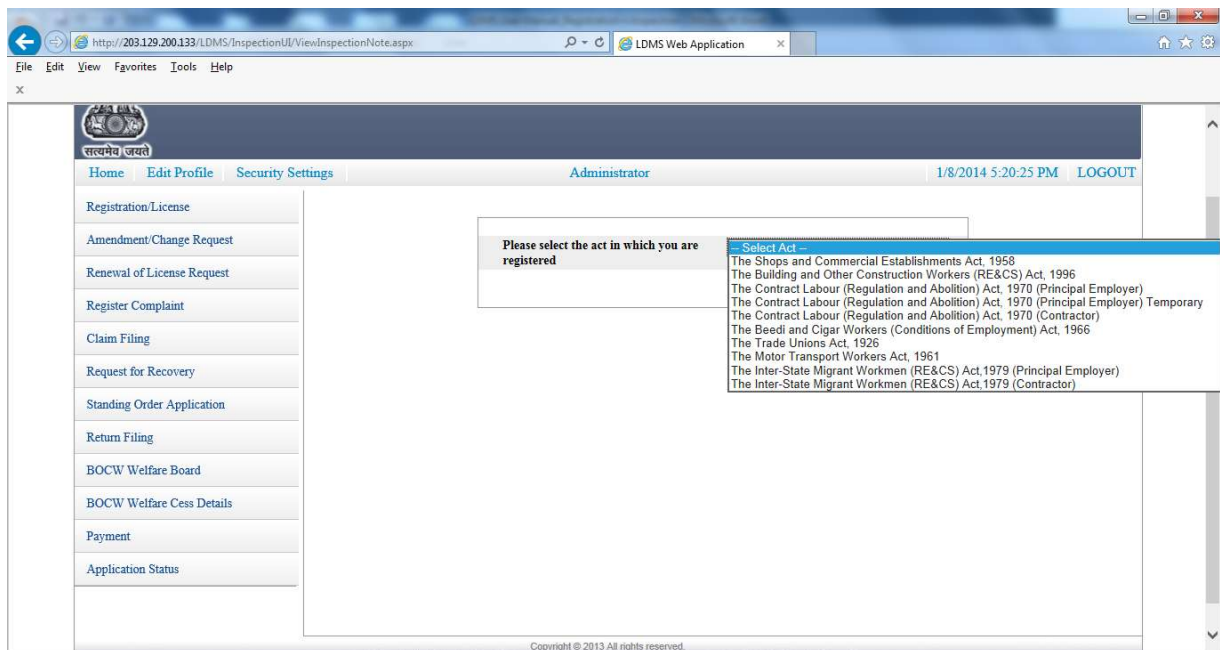 http://203.129.200.133/LDMS/InspectionUI/ViewInspectionNote.aspx
LDMS Web Application
File Edit View Favorites Tools Help
x
सत्यमेव जयते
Home Edit Profile Security Settings Administrator 1/8/2014 5:20:25 PM LOGOUT
Registration/License
Amendment/Change Request
Renewal of License Request
Register Complaint
Claim Filing
Request for Recovery
Standing Order Application
Return Filing
BOCW Welfare Board
BOCW Welfare Cess Details
Payment
Application Status
Please select the act in which you are
registered
-- Select Act --
The Shops and Commercial Establishments Act, 1958
The Building and Other Construction Workers (RE&CS) Act, 1996
The Contract Labour (Regulation and Abolition) Act, 1970 (Principal Employer)
The Contract Labour (Regulation and Abolition) Act, 1970 (Principal Employer) Temporary
The Contract Labour (Regulation and Abolition) Act, 1970 (Contractor)
The Beedi and Cigar Workers (Conditions of Employment) Act, 1966
The Trade Unions Act, 1926
The Motor Transport Workers Act, 1961
The Inter-State Migrant Workmen (RE&CS) Act,1979 (Principal Employer)
The Inter-State Migrant Workmen (RE&CS) Act,1979 (Contractor)
Copyright © 2013 All rights reserved.